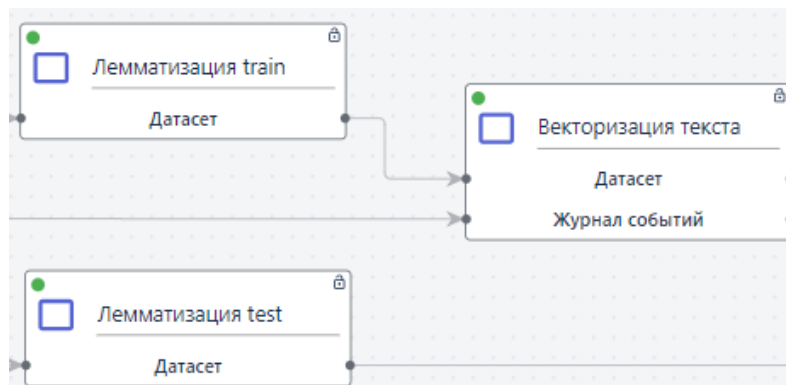 Лемматизация train
Датасет
Векторизация текста
Датасет
Журнал событий
Лемматизация test
Датасет